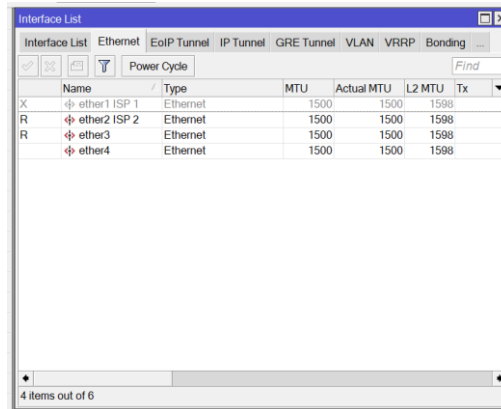 Interface List
Interface List Ethernet EoIP Tunnel IP Tunnel GRE Tunnel VLAN VRRP Bonding ...
Power Cycle Find
Name Type MTU Actual MTU L2 MTU Tx
X ether1 ISP 1 Ethernet 1500 1500 1598
R ether2 ISP 2 Ethernet 1500 1500 1598
R ether3 Ethernet 1500 1500 1598
ether4 Ethernet 1500 1500 1598
4 items out of 6